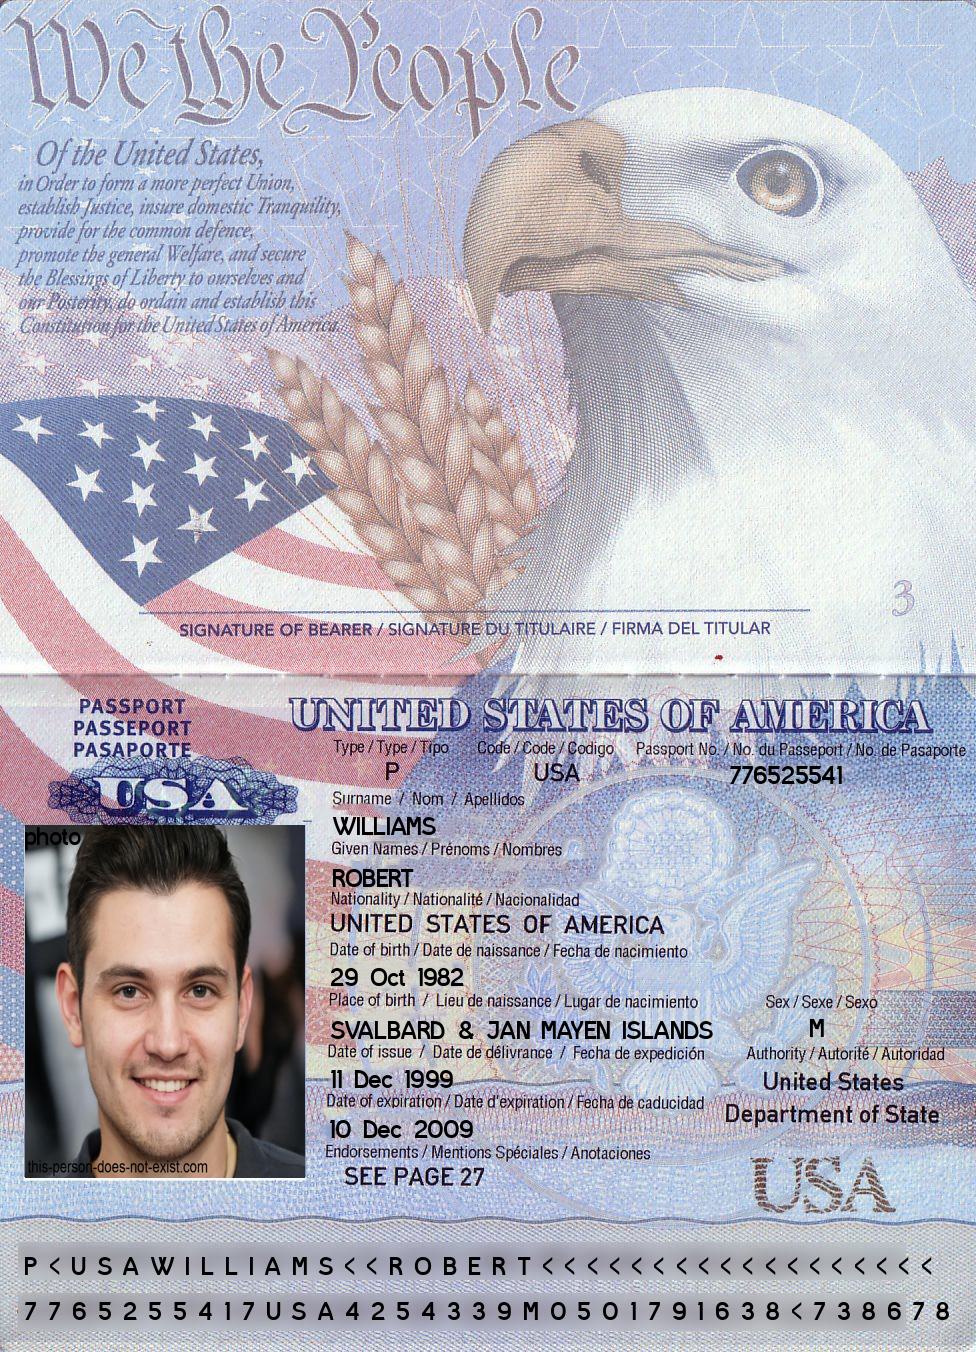 We the People
Of the United States,
in Order to form a more perfect Union,
establish Justice, insure domestic Tranquility,
provide for the common defence,
promote the general Welfare, and secure
the Blessings of Liberty to ourselves and
our Posterity, do ordain and establish this
Constitution for the United States of America.
3
SIGNATURE OF BEARER / SIGNATURE DU TITULAIRE / FIRMA DEL TITULAR
PASSPORT
PASSEPORT
PASAPORTE
USA
UNITED STATES OF AMERICA
Type / Type / Tipo Code / Code / Codigo Passport No. / No. du Passeport / No. de Pasaporte
P USA 776525541
Surname / Nom / Apellidos
WILLIAMS
Given Names / Prénoms / Nombres
ROBERT
Nationality / Nationalité / Nacionalidad
UNITED STATES OF AMERICA
Date of birth / Date de naissance / Fecha de nacimiento
29 Oct 1982
Place of birth / Lieu de naissance / Lugar de nacimiento Sex / Sexe / Sexo
SVALBARD & JAN MAYEN ISLANDS M
Date of issue / Date de délivrance / Fecha de expedición Authority / Autorité / Autoridad
11 Dec 1999 United States
Date of expiration / Date d'expiration / Fecha de caducidad Department of State
10 Dec 2009
Endorsements / Mentions Spéciales / Anotaciones
SEE PAGE 27
USA
photo
this-person-does-not-exist.com
P<USAWILLIAMS<<ROBERT<<<<<<<<<<<<<<<<<<
7765255417USA4254339M0501791638<738678